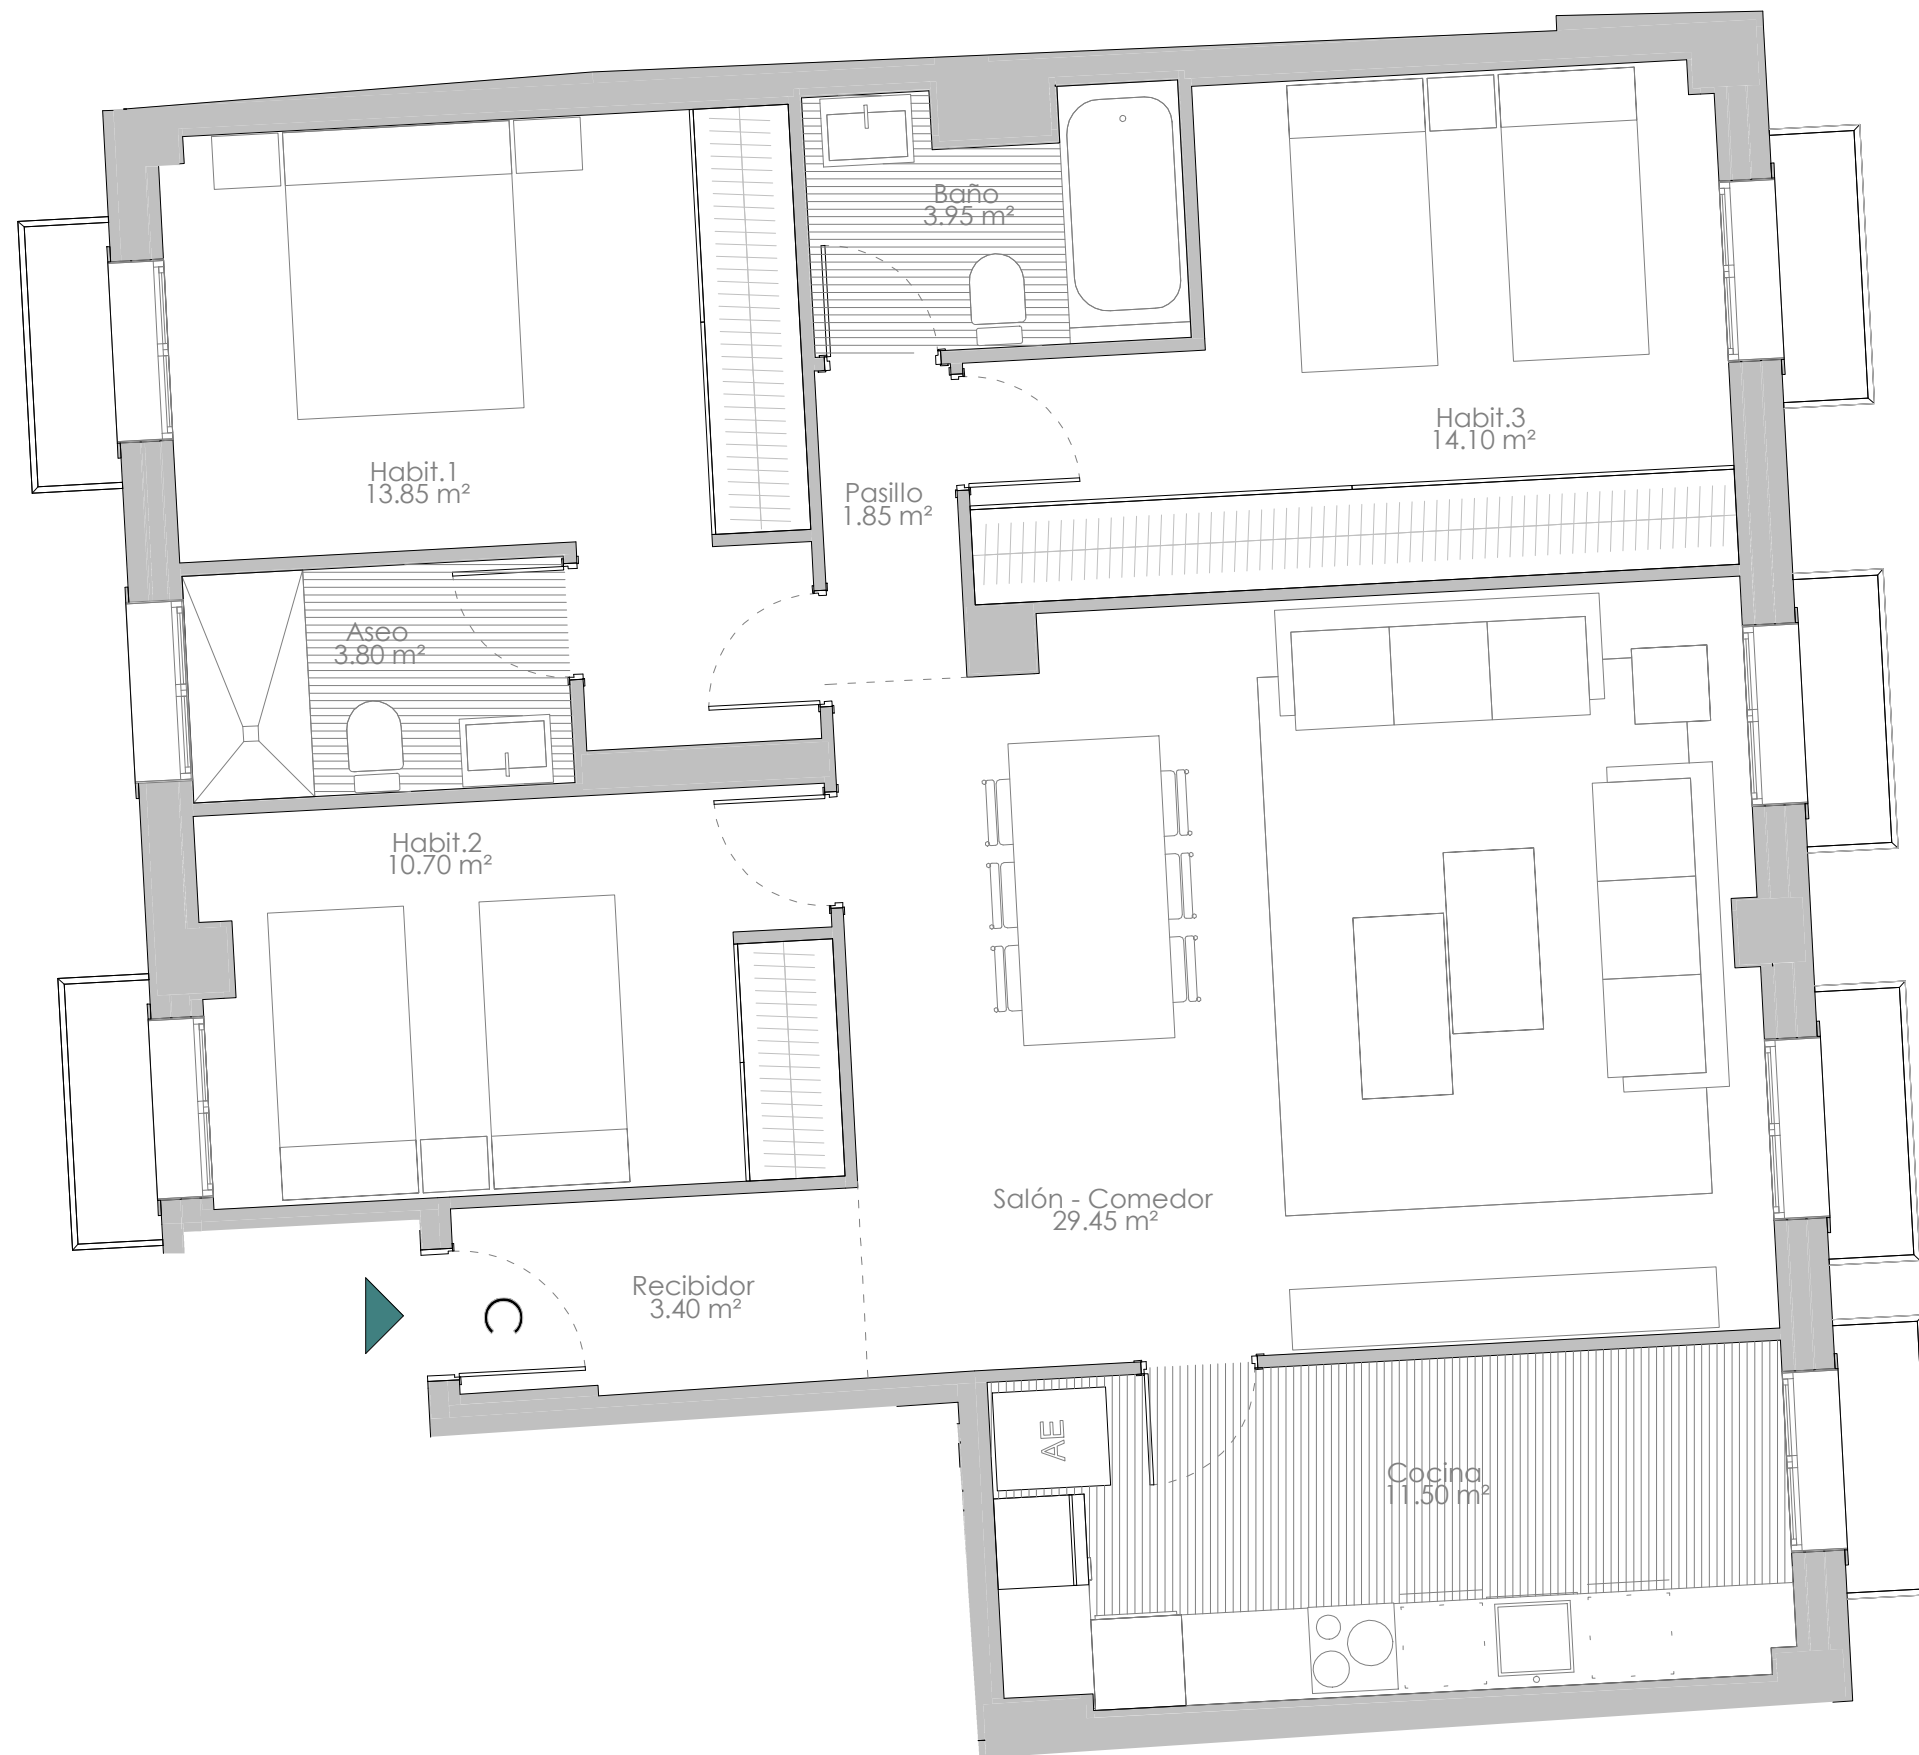 Baño
3.95 m²
Habit.3
14.10 m²
Habit.1
13.85 m²
Pasillo
1.85 m²
Aseo
3.80 m²
Habit.2
10.70 m²
Salón - Comedor
29.45 m²
Recibidor
3.40 m²
C
AE
Cocina
11.50 m²